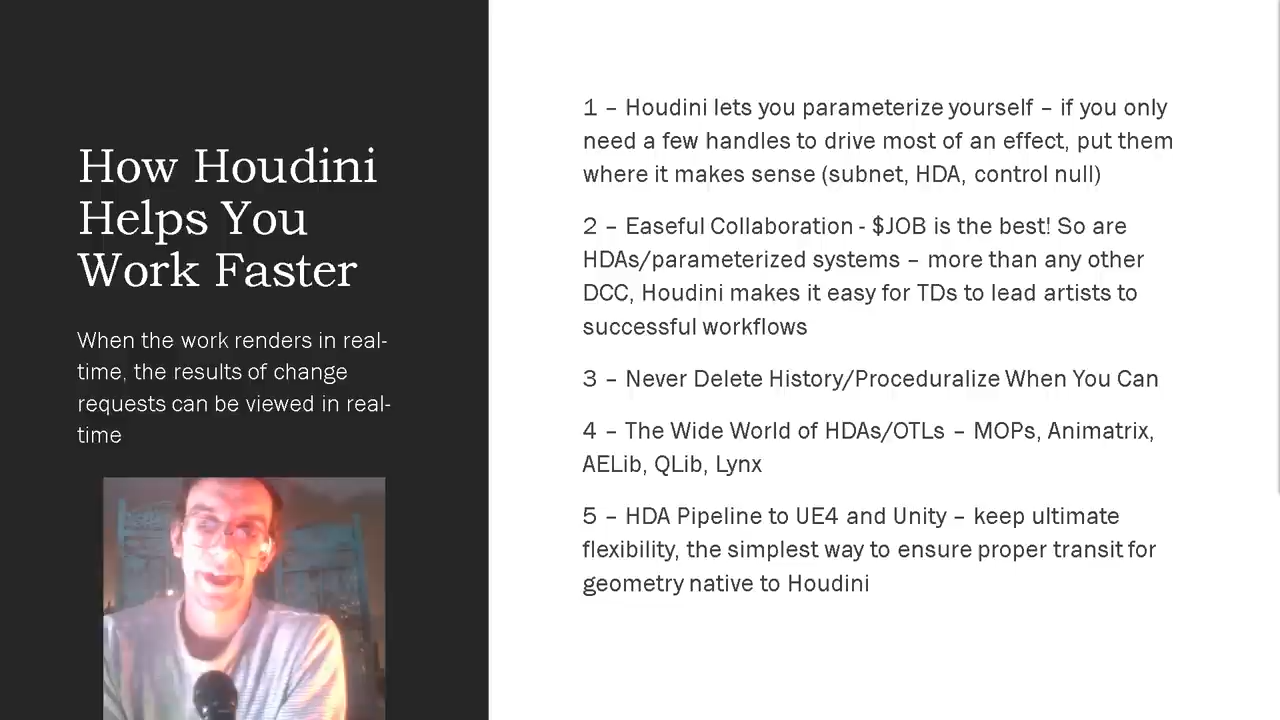 How Houdini
Helps You
Work Faster
When the work renders in real-
time, the results of change
requests can be viewed in real-
time
1 – Houdini lets you parameterize yourself – if you only
need a few handles to drive most of an effect, put them
where it makes sense (subnet, HDA, control null)
2 – Easeful Collaboration - $JOB is the best! So are
HDAs/parameterized systems – more than any other
DCC, Houdini makes it easy for TDs to lead artists to
successful workflows
3 – Never Delete History/Proceduralize When You Can
4 – The Wide World of HDAs/OTLs – MOPs, Animatrix,
AELib, QLib, Lynx
5 – HDA Pipeline to UE4 and Unity – keep ultimate
flexibility, the simplest way to ensure proper transit for
geometry native to Houdini